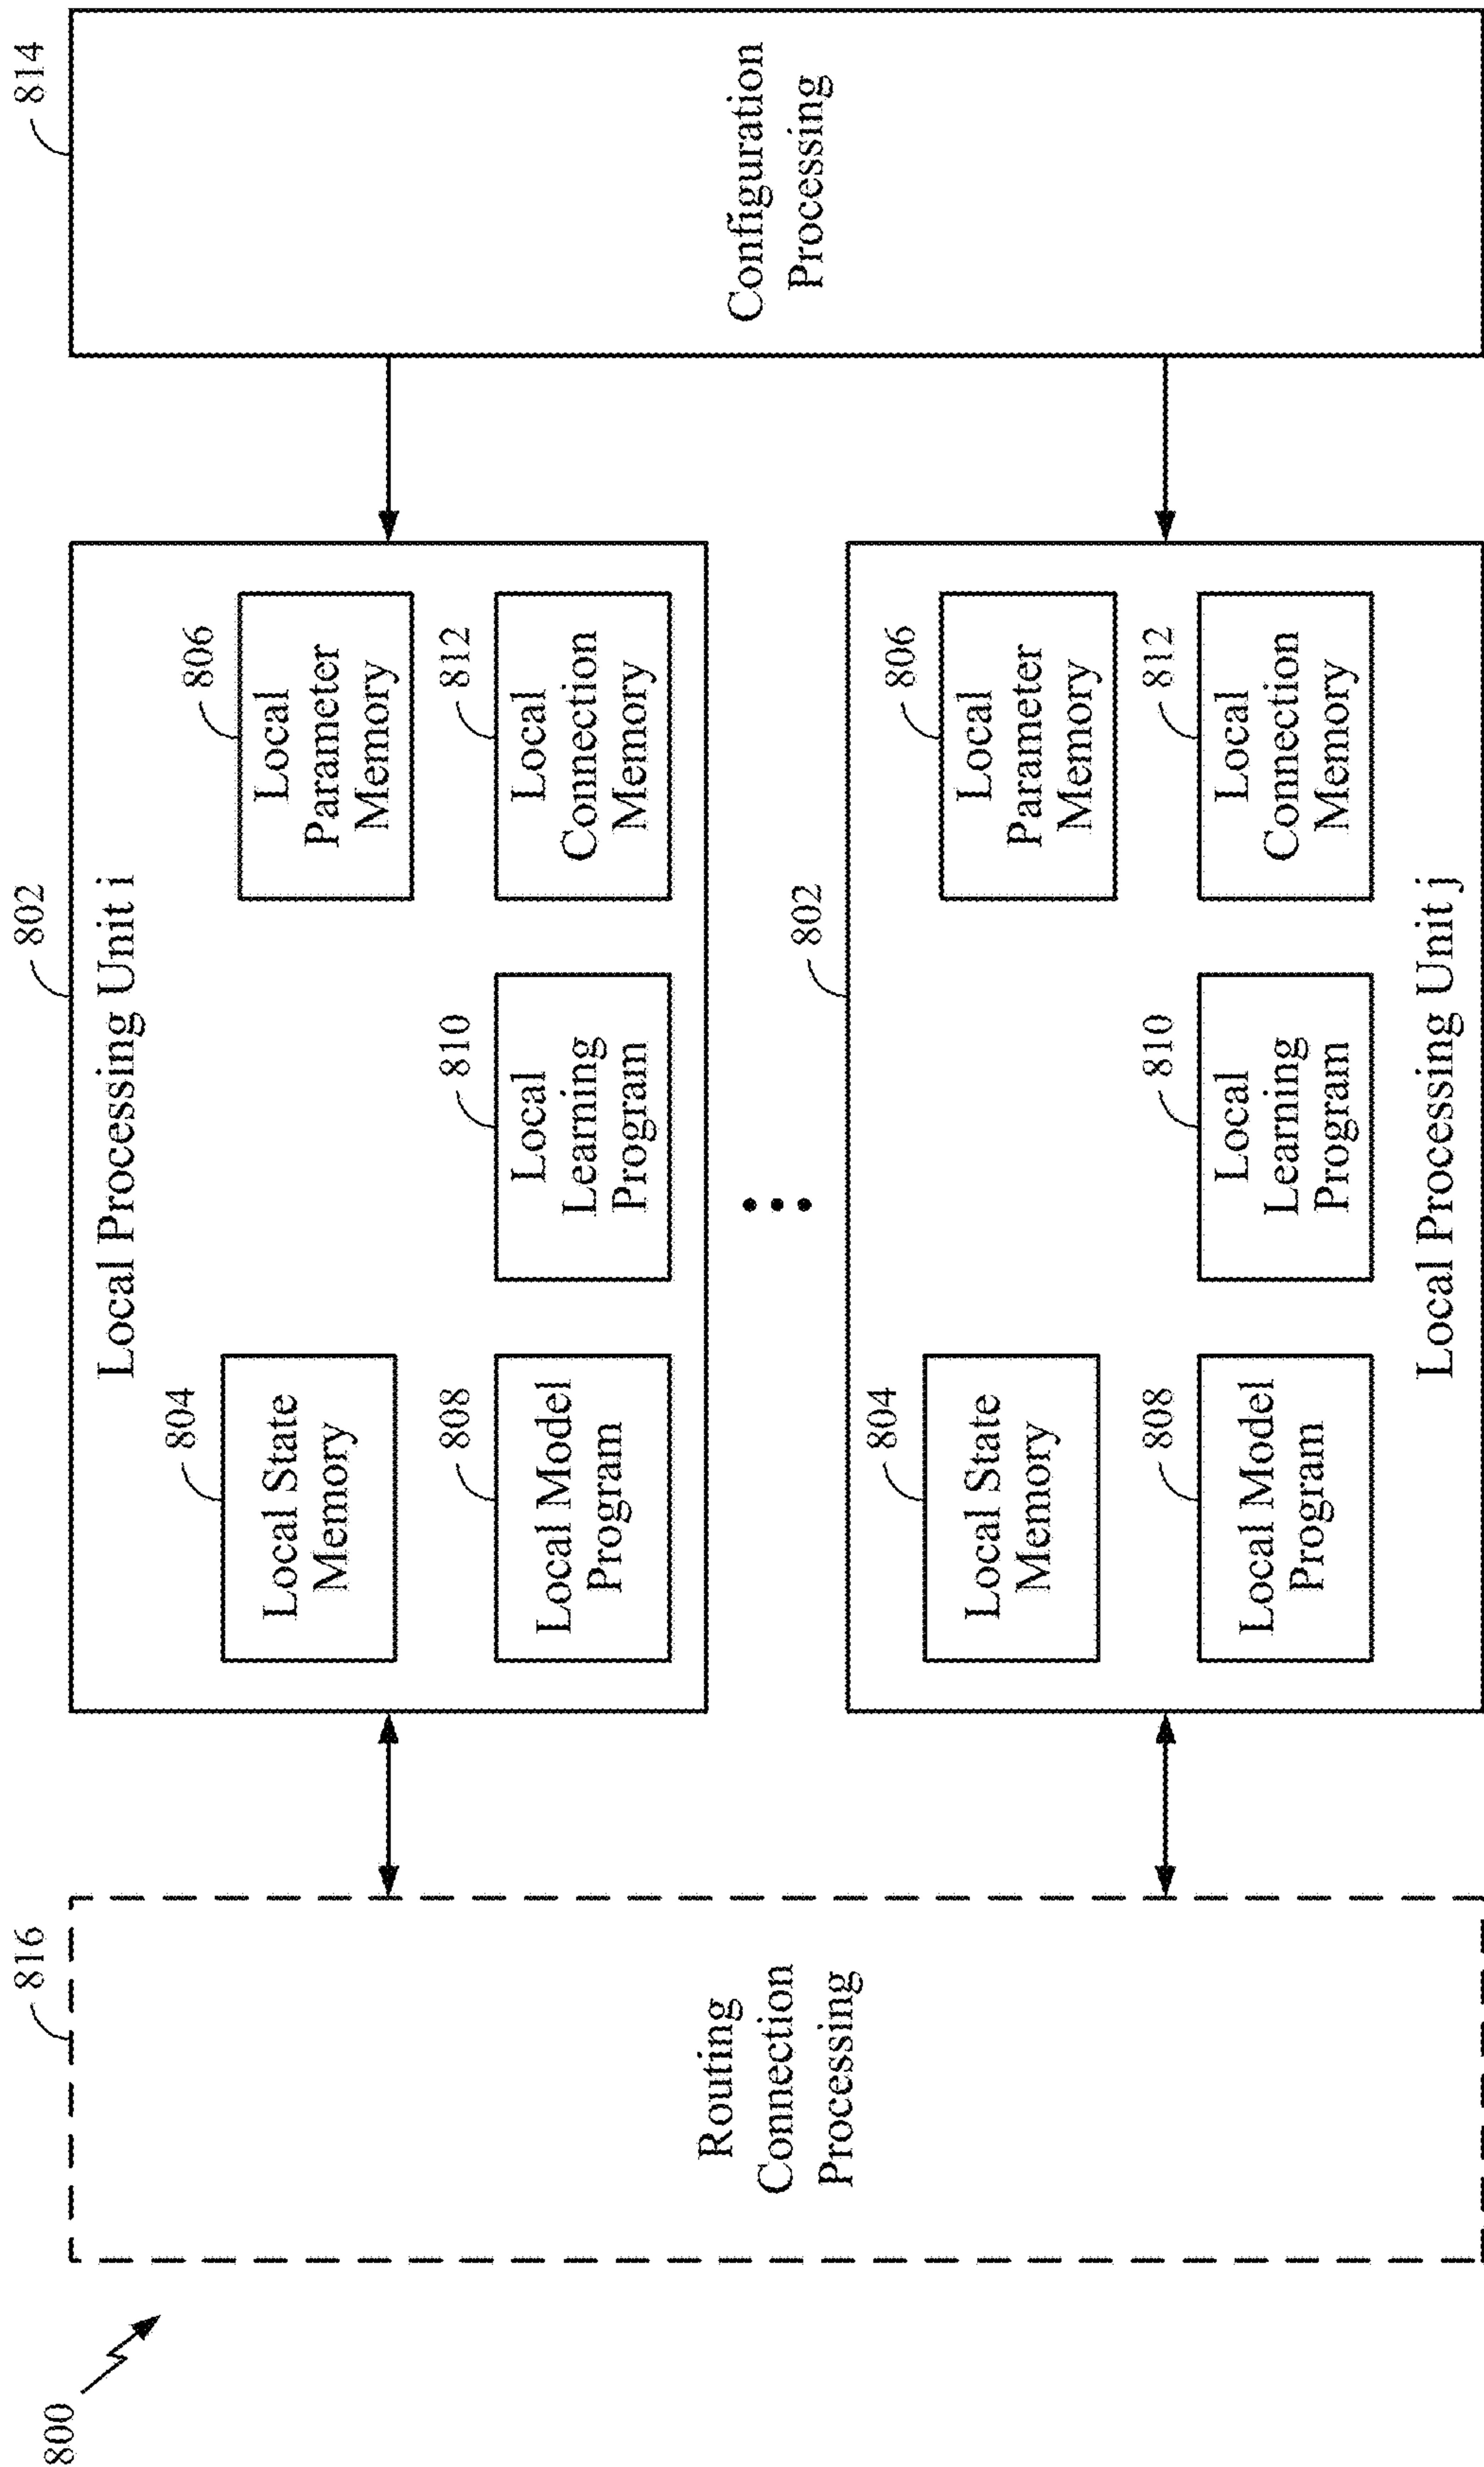 800
816
Routing
Connection
Processing
802
Local Processing Unit i
804
Local State
Memory
806
Local
Parameter
Memory
808
Local Model
Program
810
Local
Learning
Program
812
Local
Connection
Memory
802
804
Local State
Memory
806
Local
Parameter
Memory
808
Local Model
Program
810
Local
Learning
Program
812
Local
Connection
Memory
Local Processing Unit j
814
Configuration
Processing